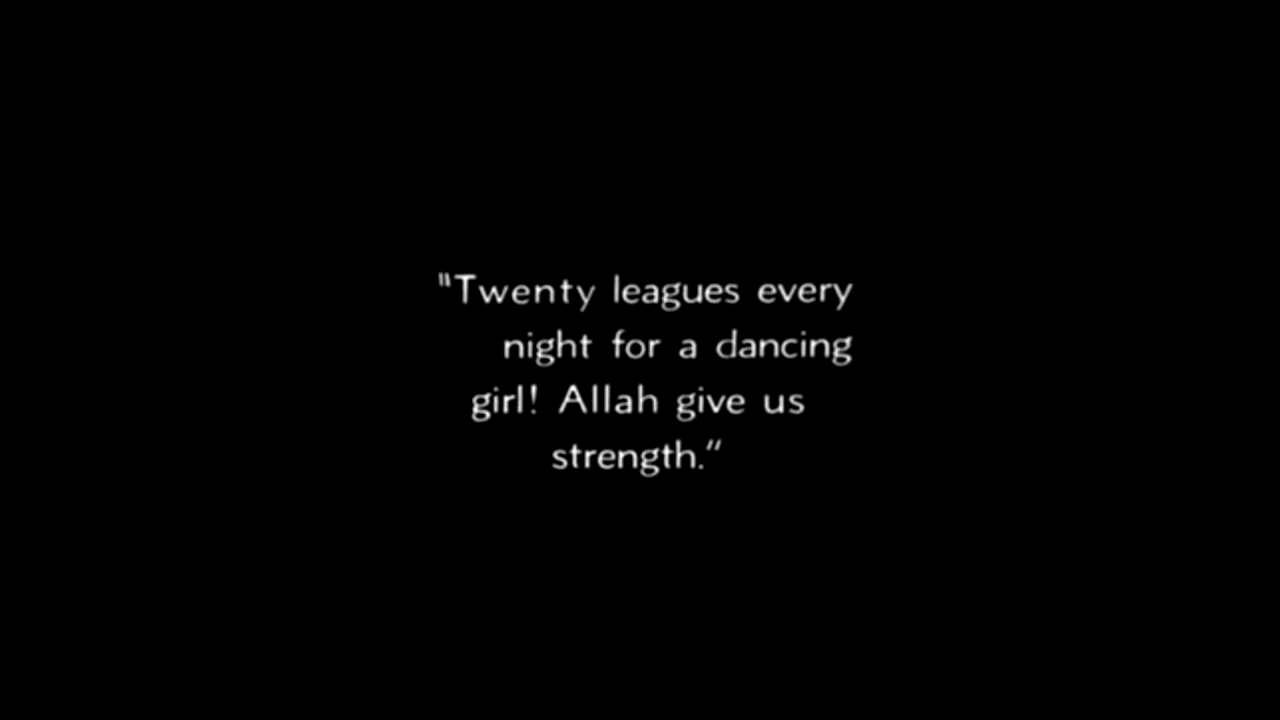 "Twenty leagues every
night for a dancing
girl! Allah give us
strength."